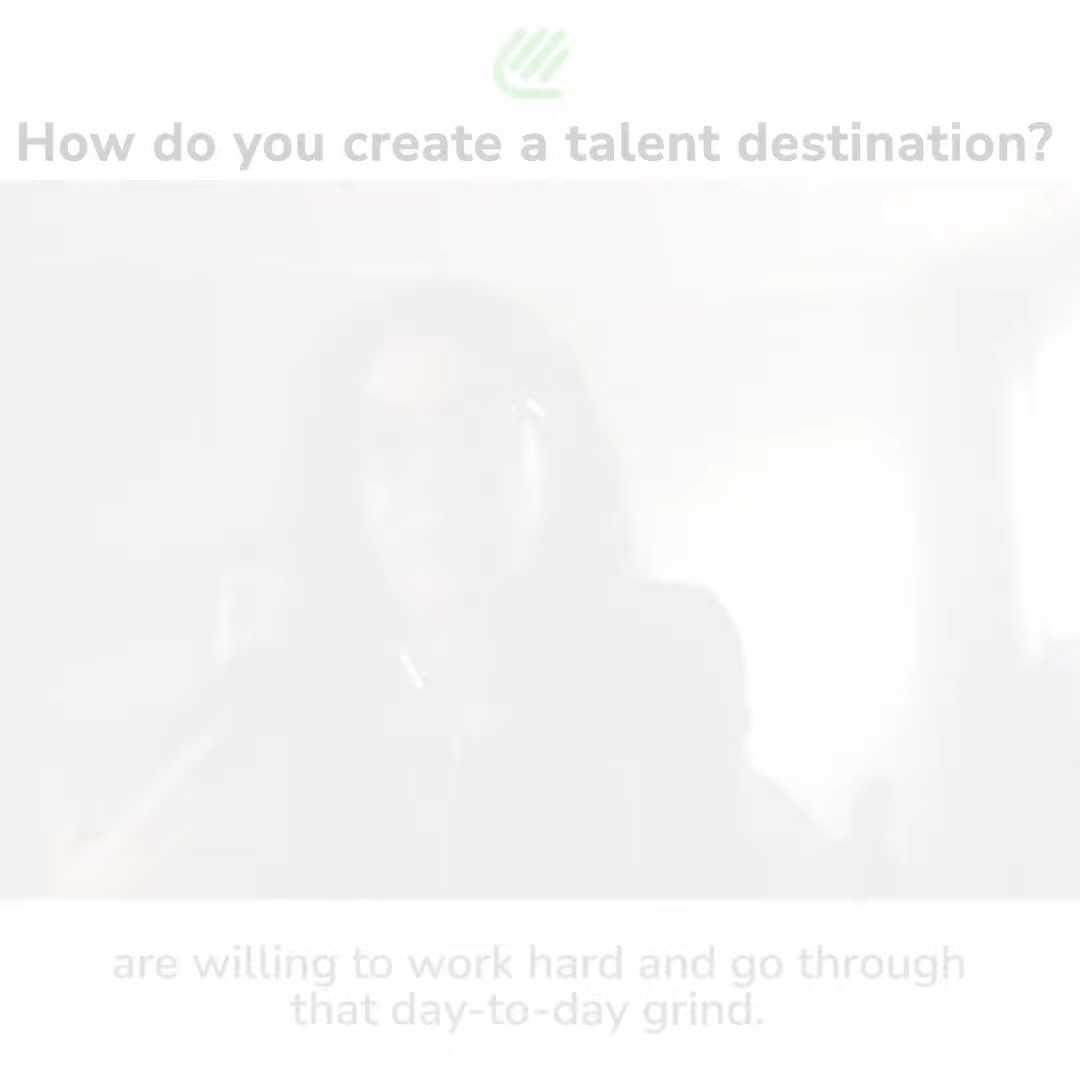 How do you create a talent destination?
are willing to work hard and go through
that day-to-day grind.